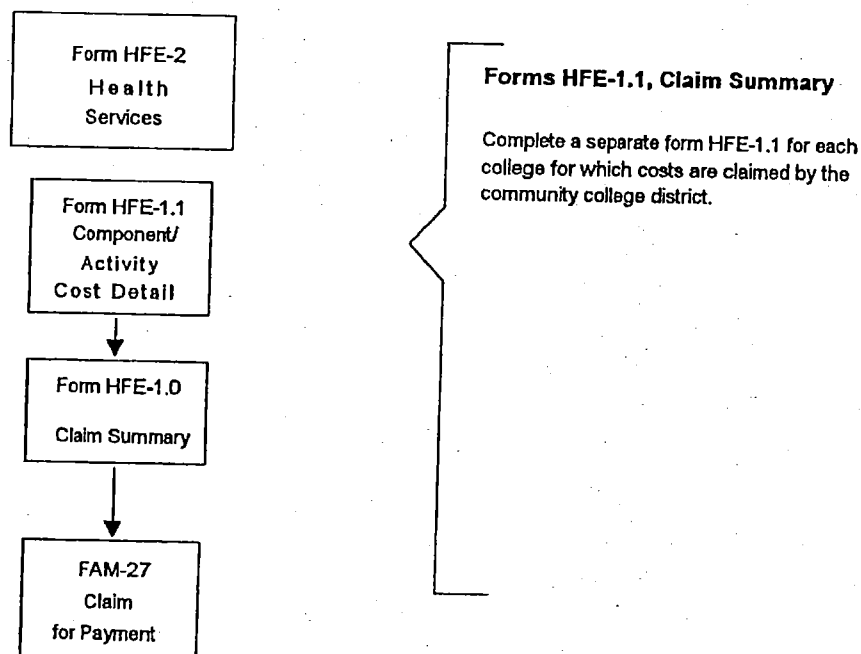 Form HFE-2
Health
Services
Form HFE-1.1
Component/
Activity
Cost Detail
Form HFE-1.0
Claim Summary
FAM-27
Claim
for Payment
Forms HFE-1.1, Claim Summary
Complete a separate form HFE-1.1 for each
college for which costs are claimed by the
community college district.